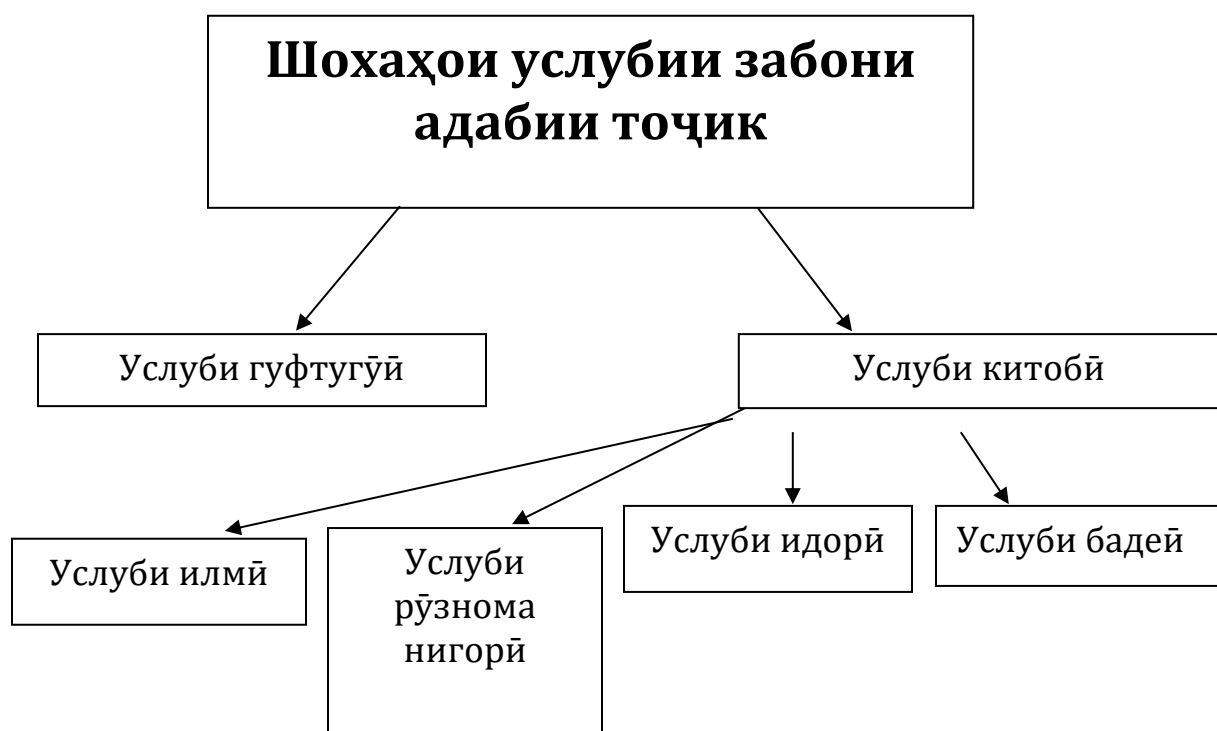 Шохаҳои услубии забони
адабии тоҷик
Услуби гуфтугӯӣ
Услуби китобӣ
Услуби илмӣ
Услуби
рӯзнома
нигорӣ
Услуби идорӣ
Услуби бадеӣ